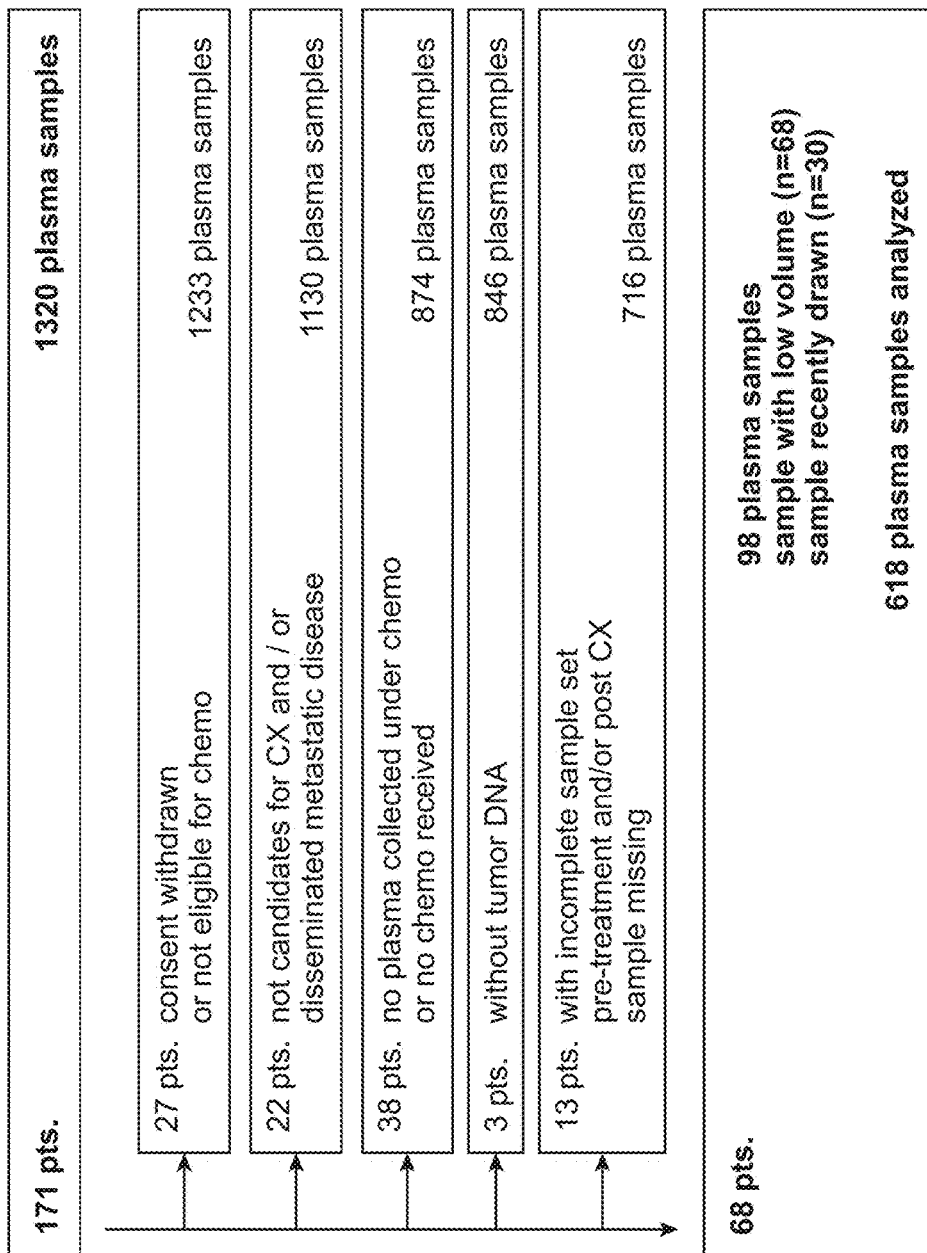 171 pts. 1320 plasma samples
27 pts. consent withdrawn
or not eligible for chemo 1233 plasma samples
22 pts. not candidates for CX and / or
disseminated metastatic disease 1130 plasma samples
38 pts. no plasma collected under chemo
or no chemo received 874 plasma samples
3 pts. without tumor DNA 846 plasma samples
13 pts. with incomplete sample set
pre-treatment and/or post CX
sample missing 716 plasma samples
68 pts. 98 plasma samples
sample with low volume (n=68)
sample recently drawn (n=30)
618 plasma samples analyzed